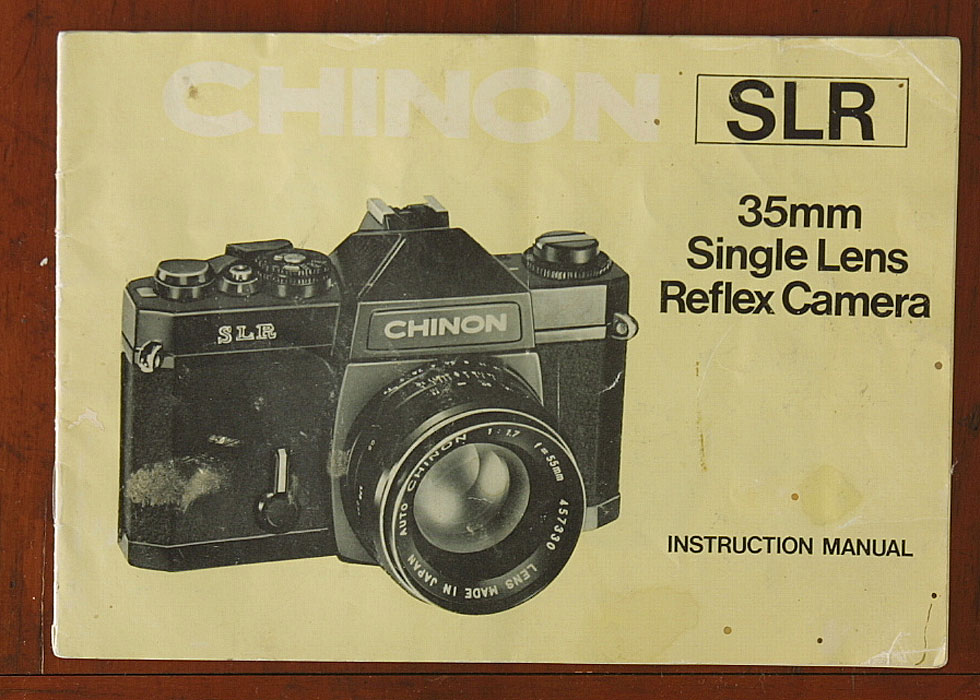 CHINON
SLR
35mm
Single Lens
Reflex Camera
SLR
CHINON
AUTO CHINON 1:1.7 f=55mm 457330
LENS MADE IN JAPAN
INSTRUCTION MANUAL